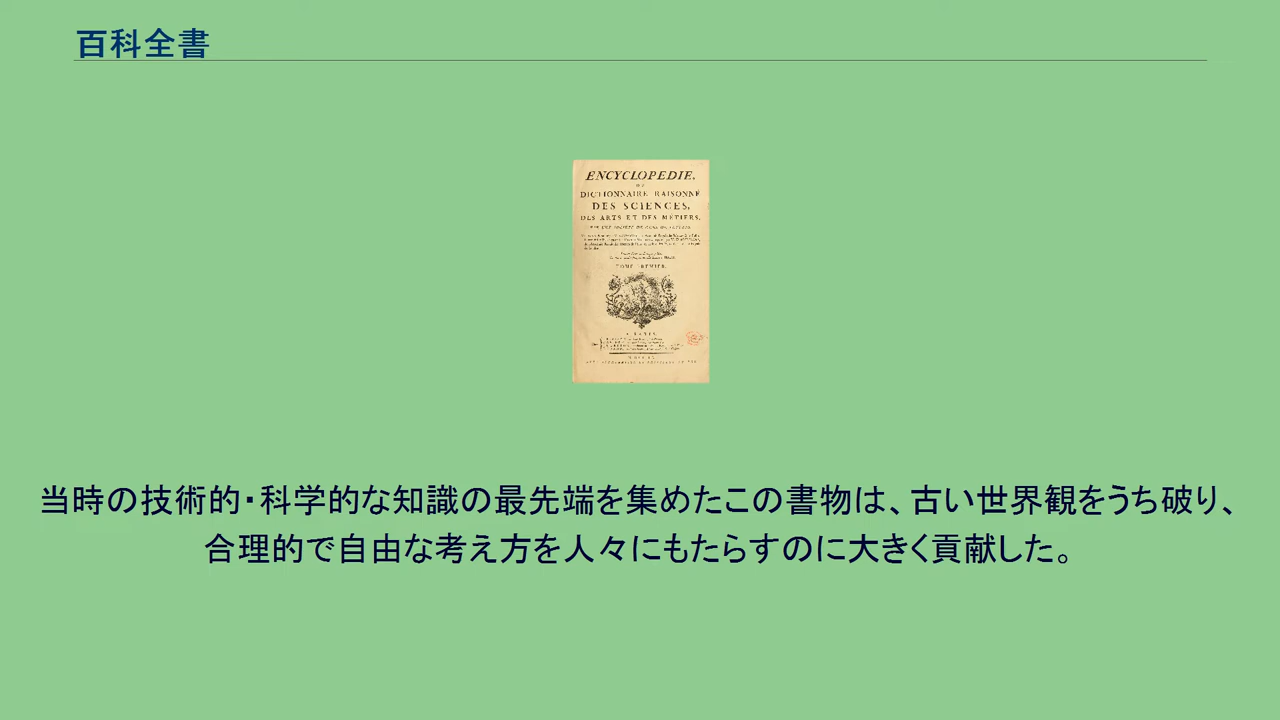 百科全書
ENCYCLOPEDIE,
OU
DICTIONNAIRE RAISONNÉ
DES SCIENCES,
DES ARTS ET DES MÉTIERS,
TOME PREMIER.
A PARIS,
当時の技術的・科学的な知識の最先端を集めたこの書物は、古い世界観をうち破り、
合理的で自由な考え方を人々にもたらすのに大きく貢献した。